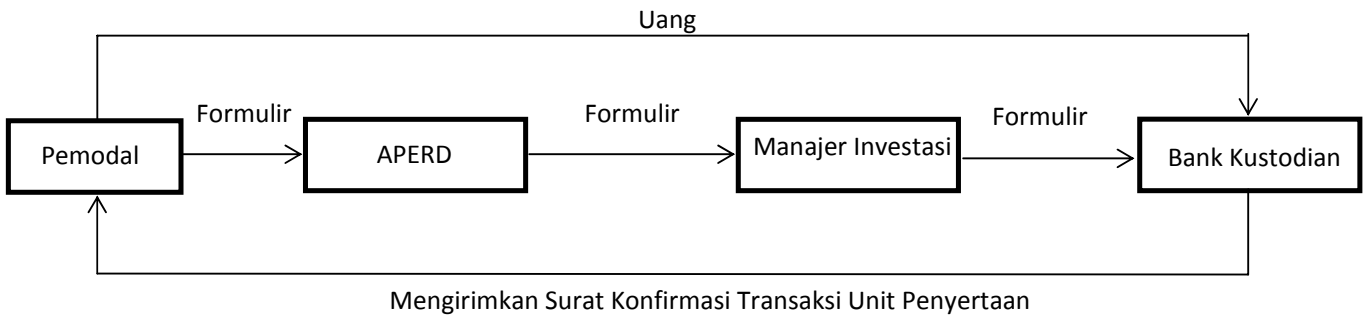 Uang
Formulir
Formulir
Formulir
Pemodal
APERD
Manajer Investasi
Bank Kustodian
Mengirimkan Surat Konfirmasi Transaksi Unit Penyertaan